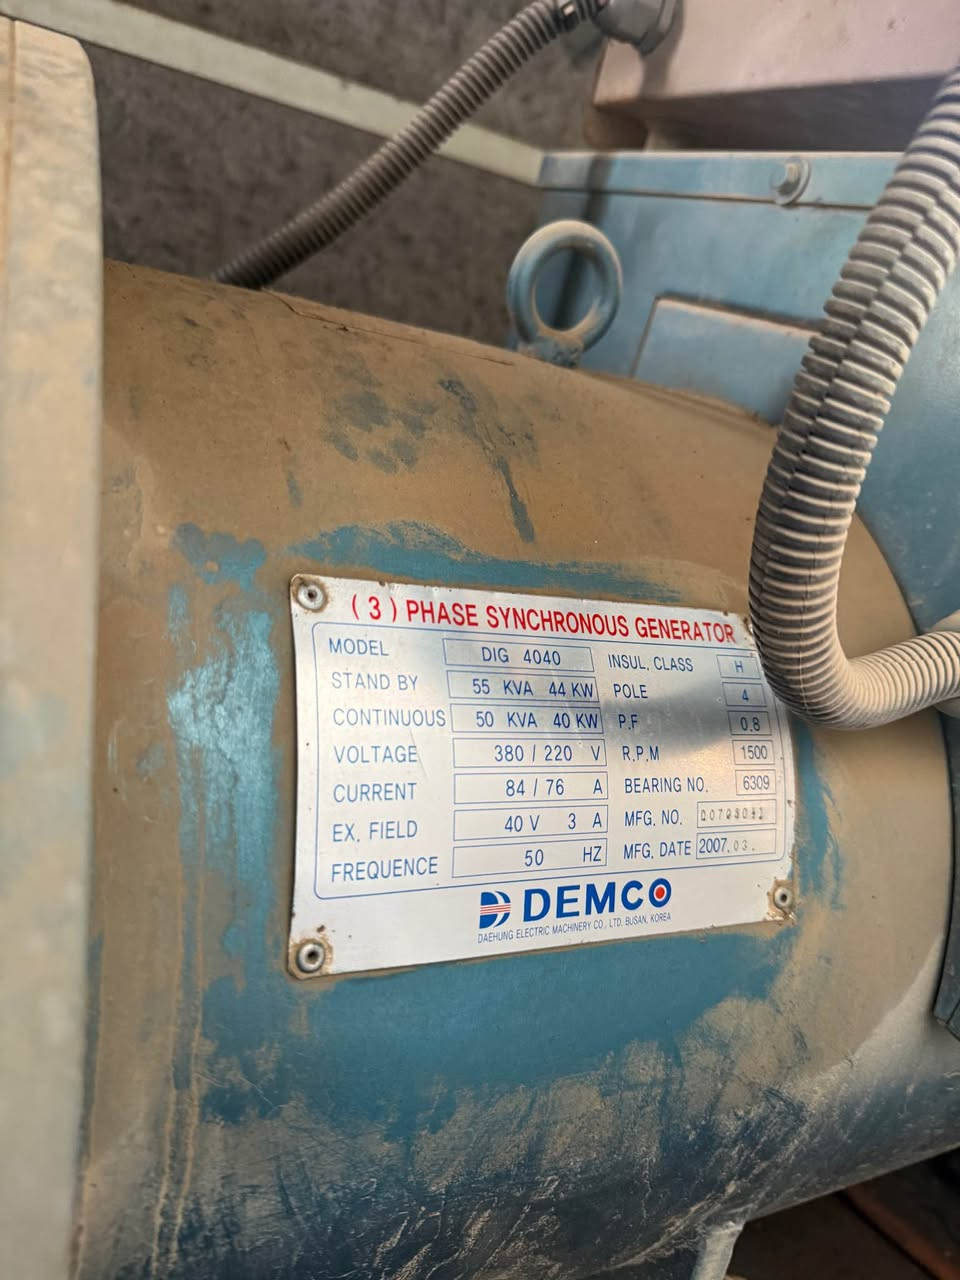 ( 3 ) PHASE SYNCHRONOUS GENERATOR
MODEL DIG 4040 INSUL. CLASS H
STAND BY 55 KVA 44 KW POLE 4
CONTINUOUS 50 KVA 40 KW P.F 0.8
VOLTAGE 380 / 220 V R.P.M 1500
CURRENT 84 / 76 A BEARING NO. 6309
EX. FIELD 40 V 3 A MFG. NO.
FREQUENCE 50 HZ MFG. DATE 2007. 03.
DEMCO
DAEHUNG ELECTRIC MACHINERY CO., LTD. BUSAN, KOREA